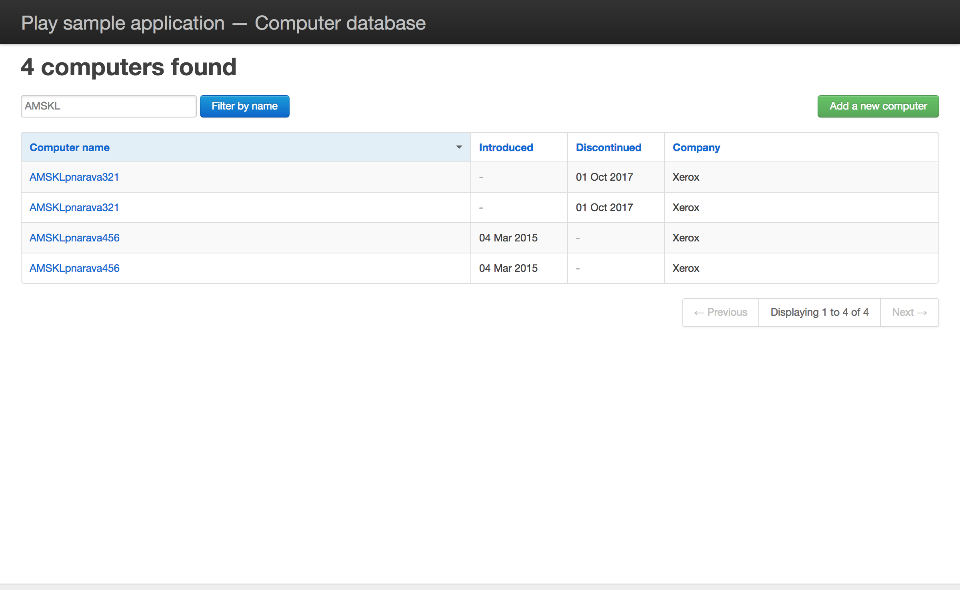 Play sample application — Computer database
4 computers found
AMSKL Filter by name Add a new computer
Computer name Introduced Discontinued Company
AMSKLpnarava321 - 01 Oct 2017 Xerox
AMSKLpnarava321 - 01 Oct 2017 Xerox
AMSKLpnarava456 04 Mar 2015 - Xerox
AMSKLpnarava456 04 Mar 2015 - Xerox
← Previous Displaying 1 to 4 of 4 Next →